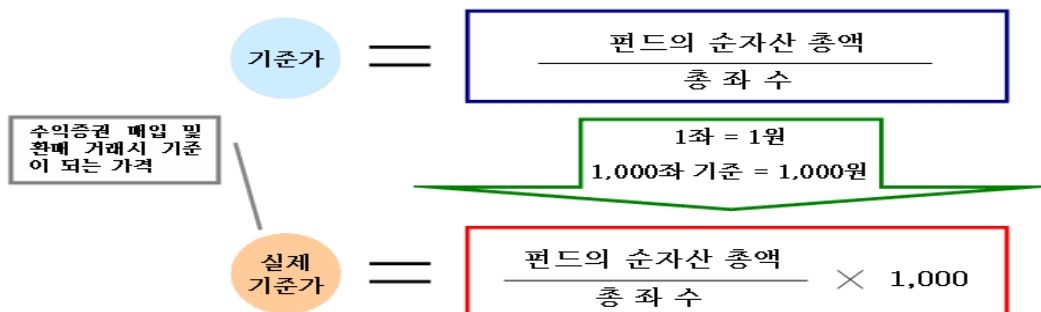 기준가
펀드의 순자산 총액
총 좌 수
수익증권 매입 및
환매 거래시 기준
이 되는 가격
1좌 = 1원
1,000좌 기준 = 1,000원
실제
기준가
펀드의 순자산 총액
총 좌 수
× 1,000